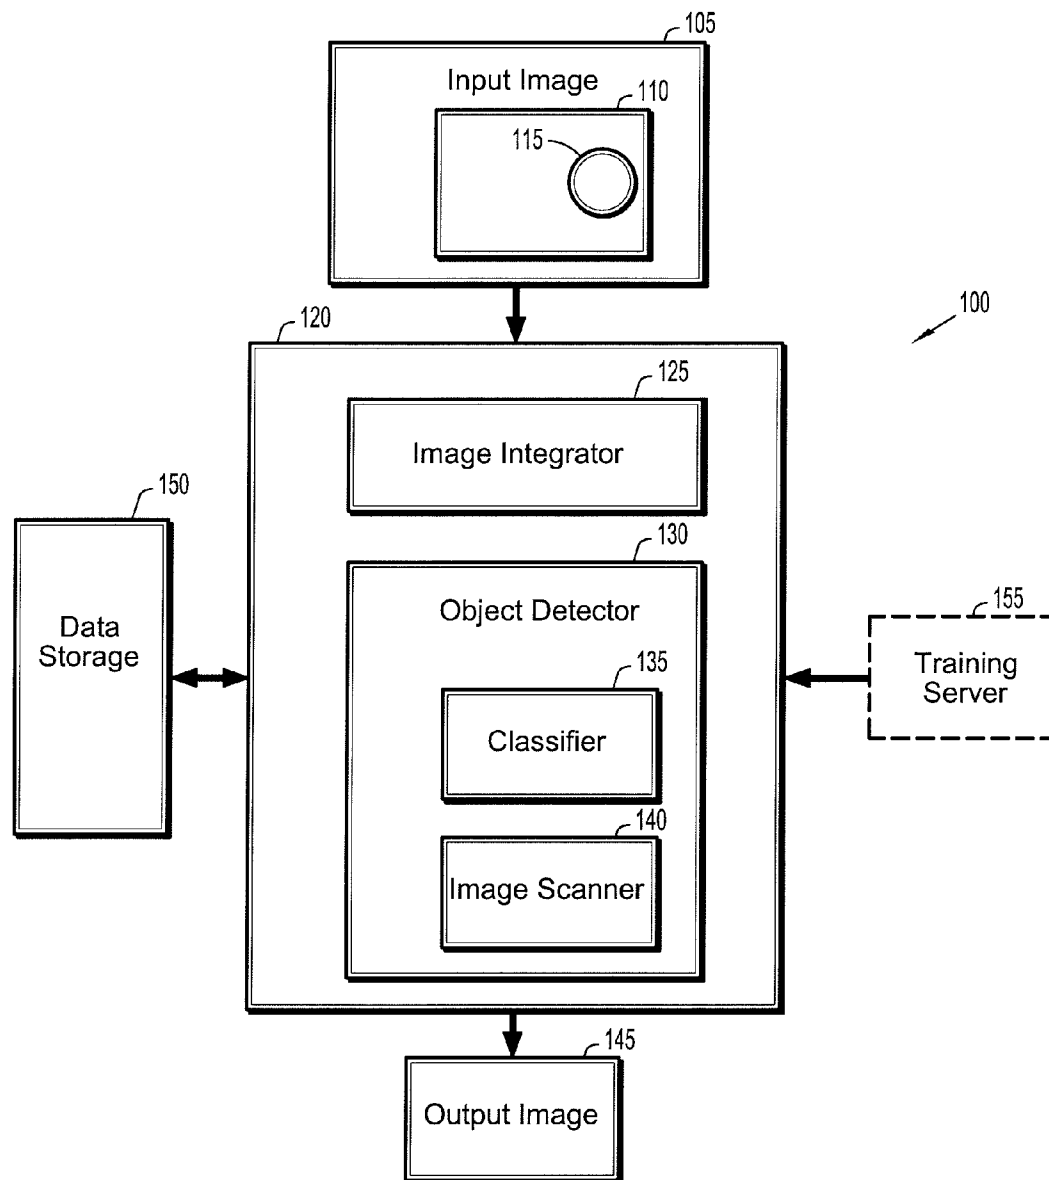 105
Input Image
110
115
100
120
125
Image Integrator
150
130
Data
Storage
Object Detector
155
Training
Server
135
Classifier
140
Image Scanner
145
Output Image